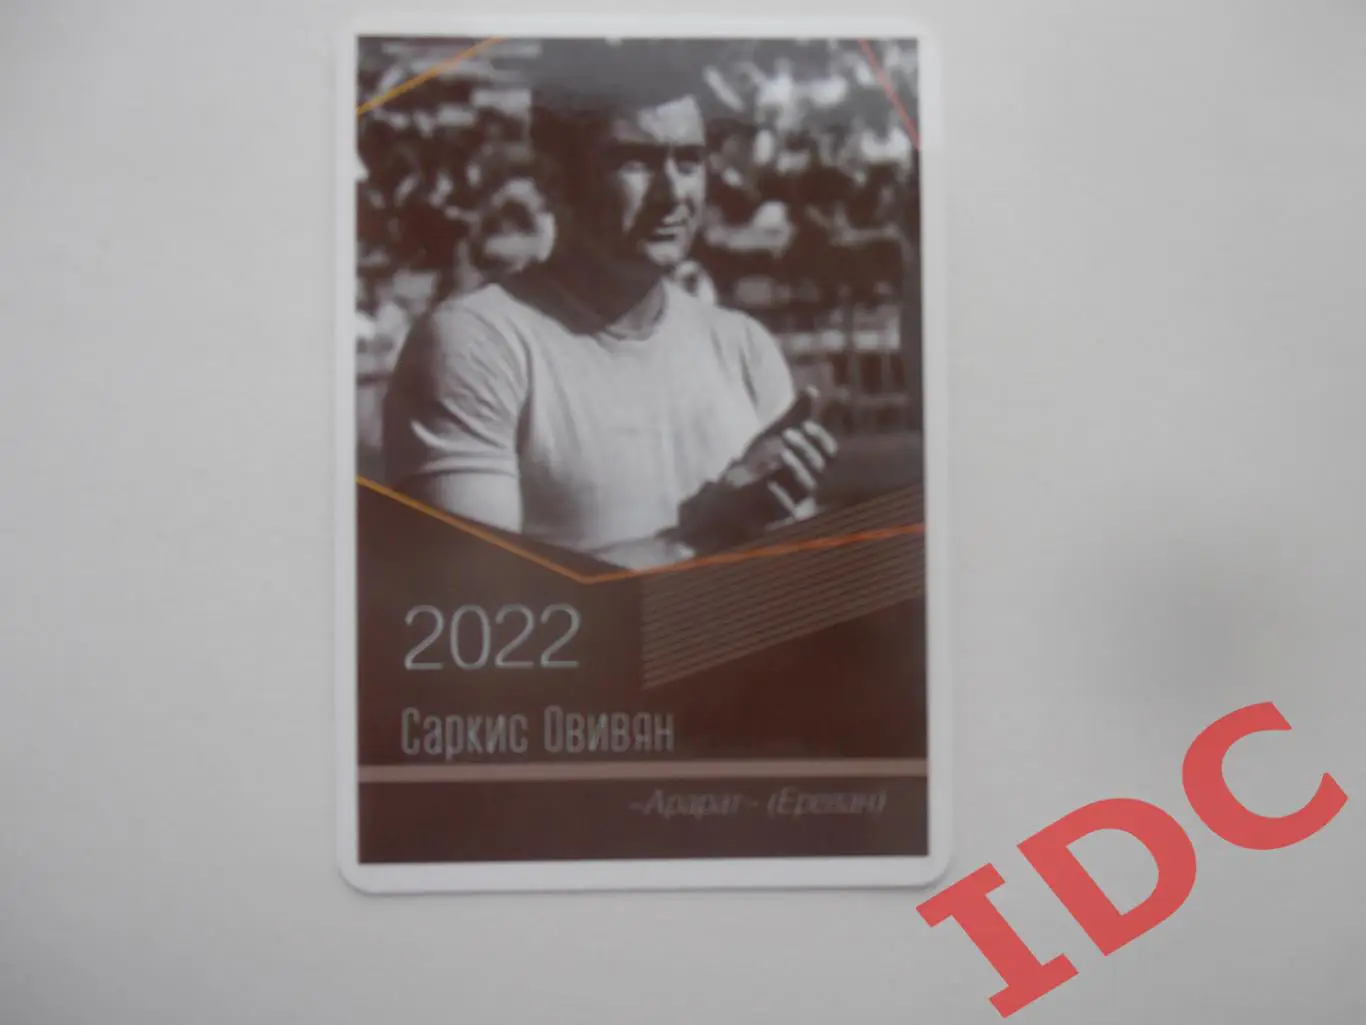 2022
Саркис Овивян
«Арарат» (Ереван)
IDC